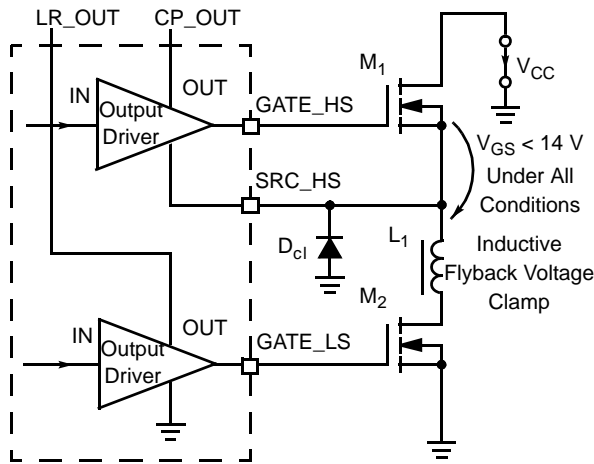 LR_OUT CP_OUT
M1
VCC
IN OUT
Output
Driver
GATE_HS
VGS < 14 V
Under All
Conditions
SRC_HS
Dcl
L1
Inductive
Flyback Voltage
Clamp
M2
IN OUT
Output
Driver
GATE_LS